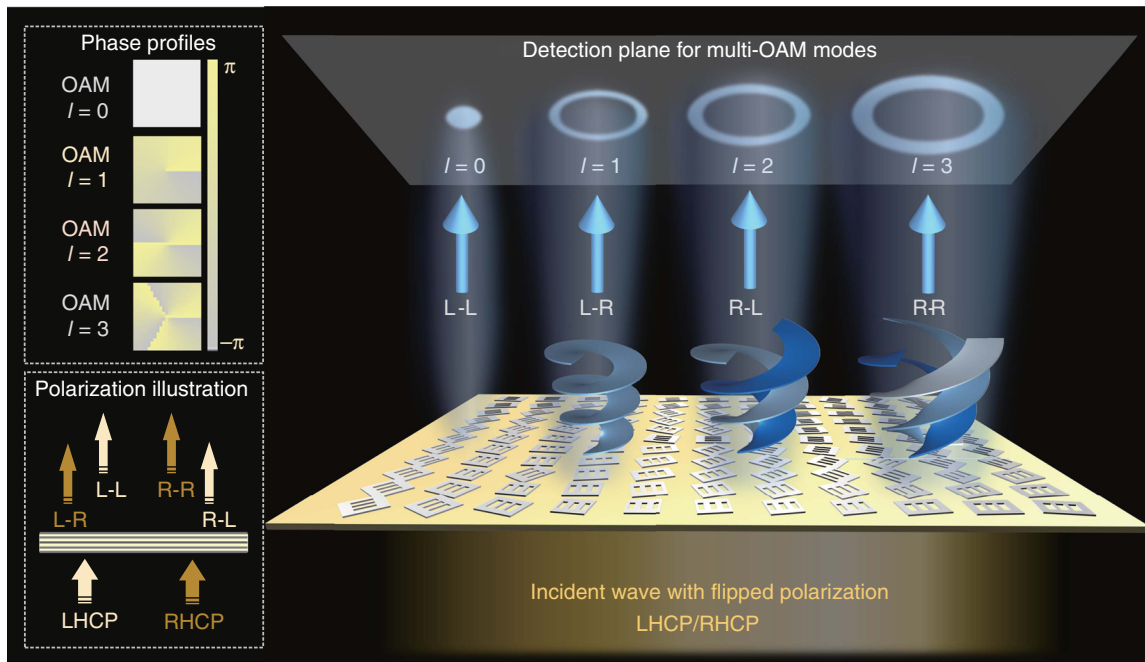 Phase profiles
π
OAM
l = 0
OAM
l = 1
OAM
l = 2
OAM
l = 3
−π
Polarization illustration
L-L
R-R
L-R
R-L
LHCP
RHCP
Detection plane for multi-OAM modes
l = 0
l = 1
l = 2
l = 3
L-L
L-R
R-L
R-R
Incident wave with flipped polarization
LHCP/RHCP